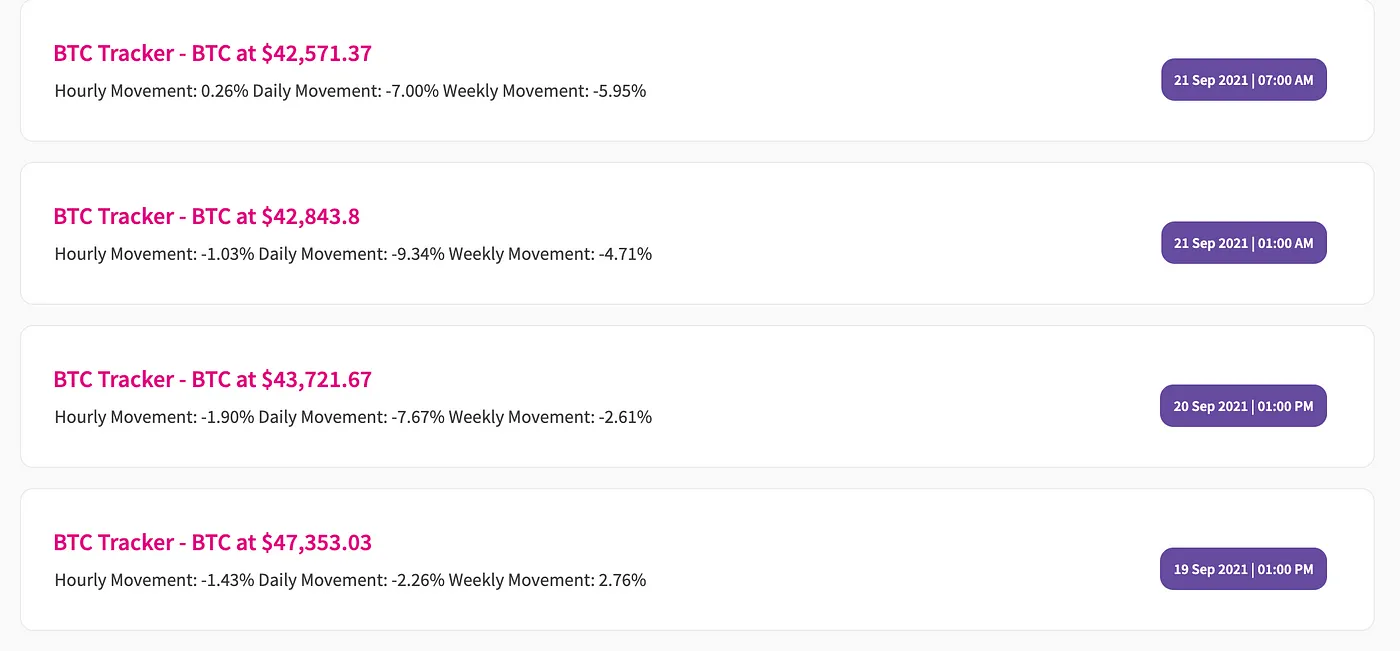 BTC Tracker - BTC at $42,571.37
Hourly Movement: 0.26% Daily Movement: -7.00% Weekly Movement: -5.95%
21 Sep 2021 | 07:00 AM
BTC Tracker - BTC at $42,843.8
Hourly Movement: -1.03% Daily Movement: -9.34% Weekly Movement: -4.71%
21 Sep 2021 | 01:00 AM
BTC Tracker - BTC at $43,721.67
Hourly Movement: -1.90% Daily Movement: -7.67% Weekly Movement: -2.61%
20 Sep 2021 | 01:00 PM
BTC Tracker - BTC at $47,353.03
Hourly Movement: -1.43% Daily Movement: -2.26% Weekly Movement: 2.76%
19 Sep 2021 | 01:00 PM